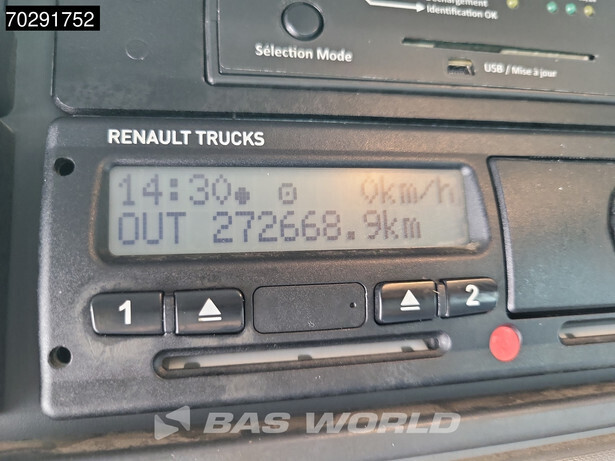 70291752
échargement
Identification OK
Sélection Mode
USB / Mise à jour
RENAULT TRUCKS
14:30 0km/h
OUT 272668.9km
1
2
BAS WORLD